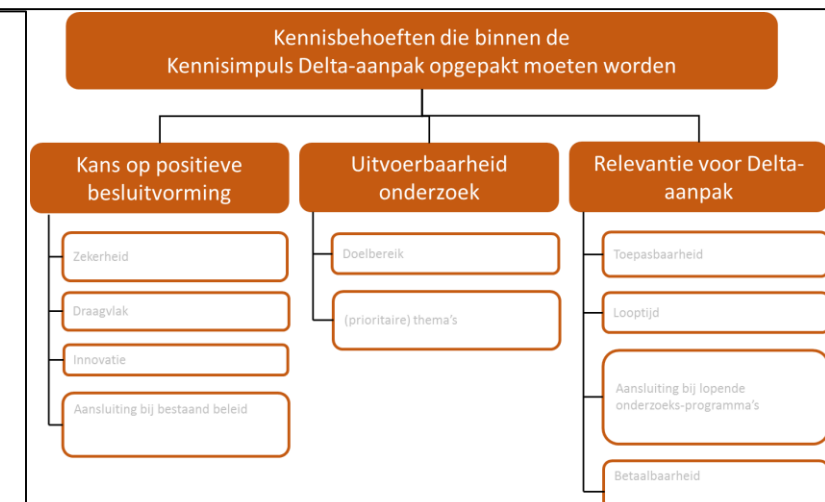 Kennisbehoeften die binnen de
Kennisimpuls Delta-aanpak opgepakt moeten worden
Kans op positieve
besluitvorming
Zekerheid
Draagvlak
Innovatie
Aansluiting bij bestaand beleid
Uitvoerbaarheid
onderzoek
Doelbereik
(prioritaire) thema's
Relevantie voor Delta-
aanpak
Toepasbaarheid
Looptijd
Aansluiting bij lopende
onderzoeks-programma's
Betaalbaarheid